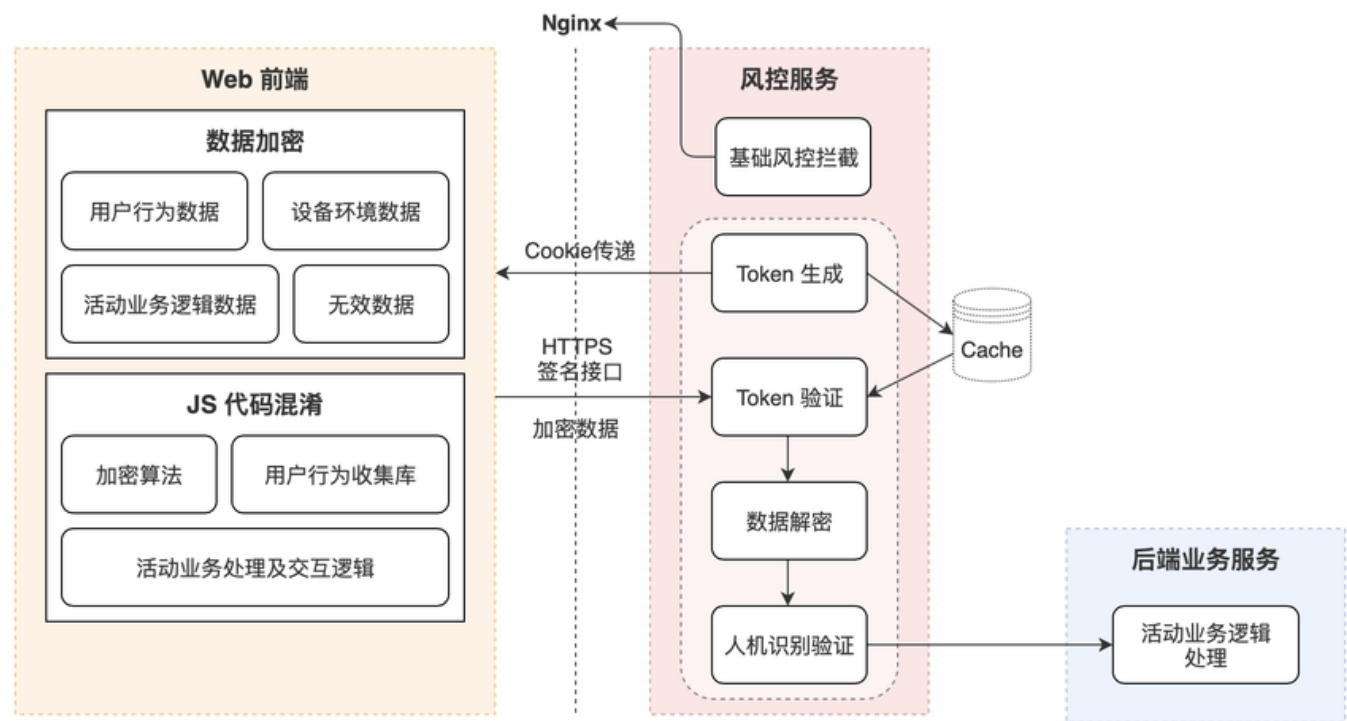 Nginx
Web 前端
数据加密
用户行为数据
设备环境数据
活动业务逻辑数据
无效数据
JS 代码混淆
加密算法
用户行为收集库
活动业务处理及交互逻辑
Cookie传递
HTTPS
签名接口
加密数据
风控服务
基础风控拦截
Token 生成
Cache
Token 验证
数据解密
人机识别验证
后端业务服务
活动业务逻辑
处理